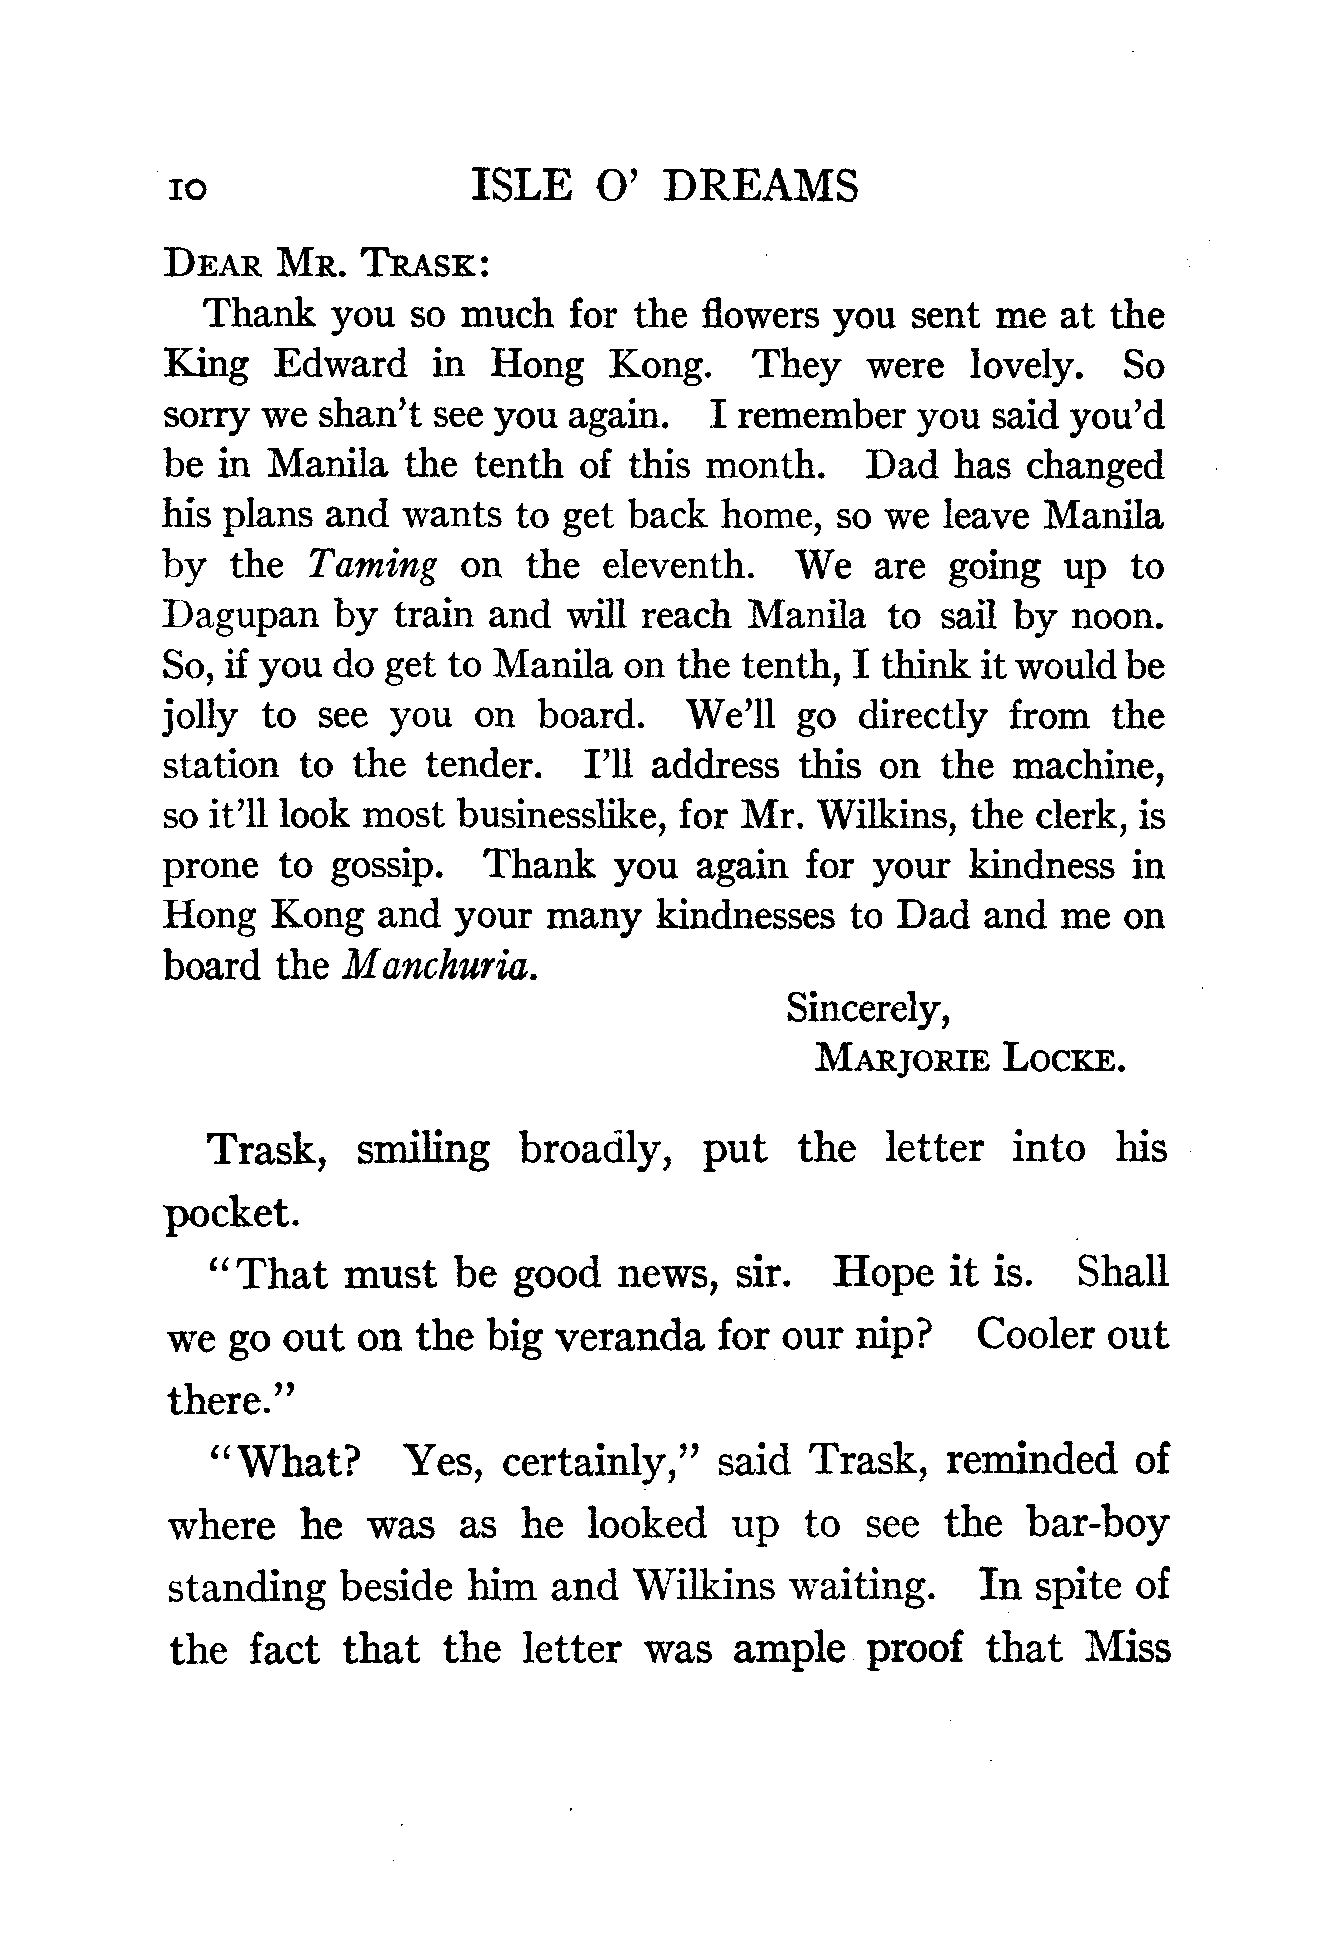 10 ISLE O' DREAMS
DEAR MR. TRASK:
Thank you so much for the flowers you sent me at the
King Edward in Hong Kong. They were lovely. So
sorry we shan't see you again. I remember you said you'd
be in Manila the tenth of this month. Dad has changed
his plans and wants to get back home, so we leave Manila
by the Taming on the eleventh. We are going up to
Dagupan by train and will reach Manila to sail by noon.
So, if you do get to Manila on the tenth, I think it would be
jolly to see you on board. We'll go directly from the
station to the tender. I'll address this on the machine,
so it'll look most businesslike, for Mr. Wilkins, the clerk, is
prone to gossip. Thank you again for your kindness in
Hong Kong and your many kindnesses to Dad and me on
board the Manchuria.
Sincerely,
MARJORIE LOCKE.
Trask, smiling broadly, put the letter into his
pocket.
"That must be good news, sir. Hope it is. Shall
we go out on the big veranda for our nip? Cooler out
there."
"What? Yes, certainly," said Trask, reminded of
where he was as he looked up to see the bar-boy
standing beside him and Wilkins waiting. In spite of
the fact that the letter was ample proof that Miss